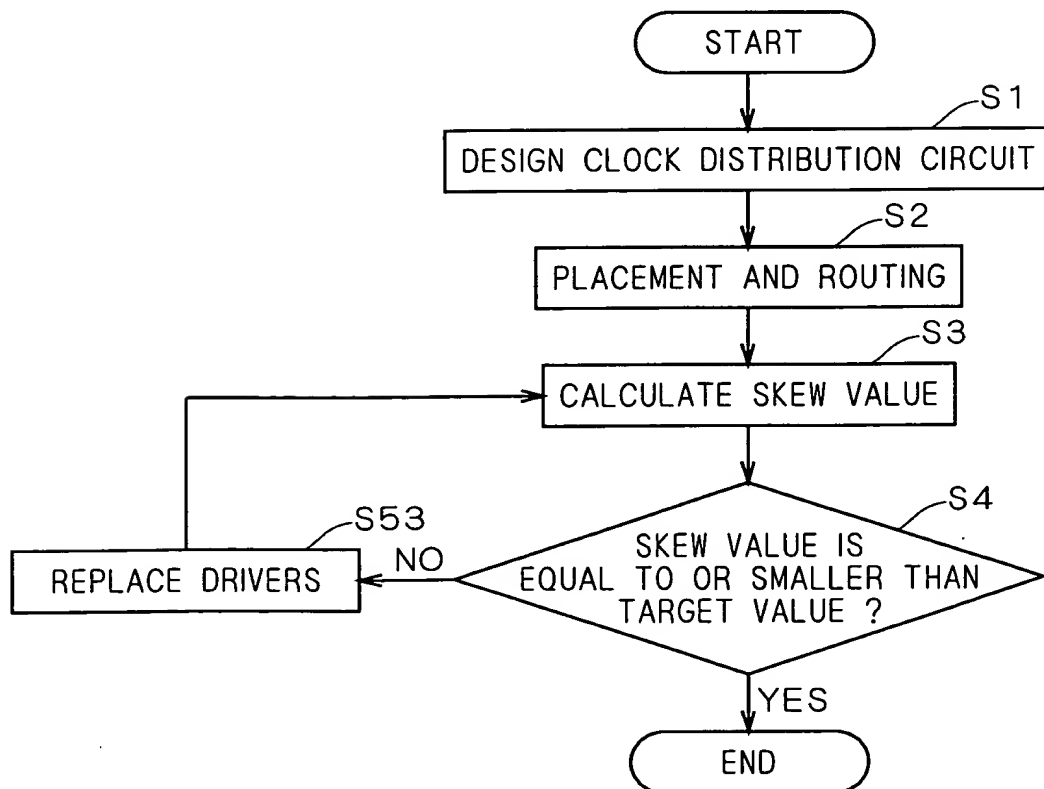 START
S1
DESIGN CLOCK DISTRIBUTION CIRCUIT
S2
PLACEMENT AND ROUTING
S3
CALCULATE SKEW VALUE
S4
SKEW VALUE IS
EQUAL TO OR SMALLER THAN
TARGET VALUE ?
S53
NO
REPLACE DRIVERS
YES
END